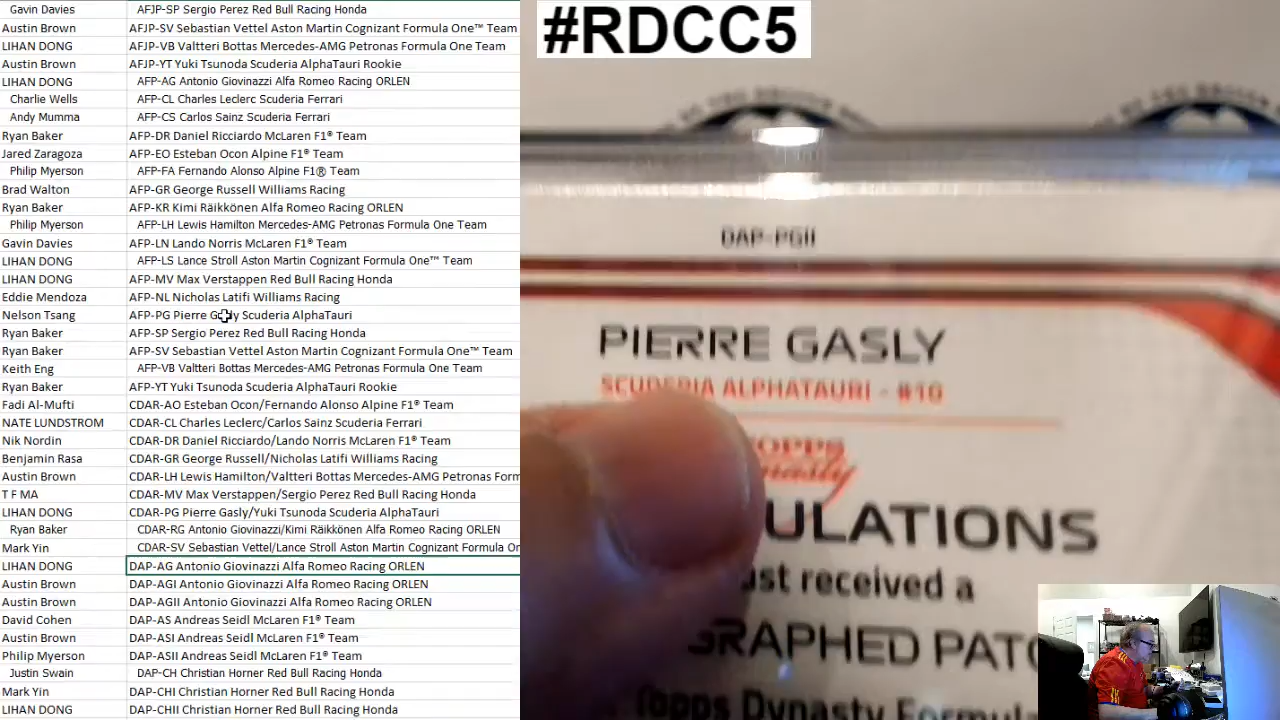 Gavin Davies AFJP-SP Sergio Perez Red Bull Racing Honda
Austin Brown AFJP-SV Sebastian Vettel Aston Martin Cognizant Formula One™ Team
LIHAN DONG AFJP-VB Valtteri Bottas Mercedes-AMG Petronas Formula One Team
Austin Brown AFJP-YT Yuki Tsunoda Scuderia AlphaTauri Rookie
LIHAN DONG AFP-AG Antonio Giovinazzi Alfa Romeo Racing ORLEN
Charlie Wells AFP-CL Charles Leclerc Scuderia Ferrari
Andy Mumma AFP-CS Carlos Sainz Scuderia Ferrari
Ryan Baker AFP-DR Daniel Ricciardo McLaren F1® Team
Jared Zaragoza AFP-EO Esteban Ocon Alpine F1® Team
Philip Myerson AFP-FA Fernando Alonso Alpine F1® Team
Brad Walton AFP-GR George Russell Williams Racing
Ryan Baker AFP-KR Kimi Räikkönen Alfa Romeo Racing ORLEN
Philip Myerson AFP-LH Lewis Hamilton Mercedes-AMG Petronas Formula One Team
Gavin Davies AFP-LN Lando Norris McLaren F1® Team
LIHAN DONG AFP-LS Lance Stroll Aston Martin Cognizant Formula One™ Team
LIHAN DONG AFP-MV Max Verstappen Red Bull Racing Honda
Eddie Mendoza AFP-NL Nicholas Latifi Williams Racing
Nelson Tsang AFP-PG Pierre Gasly Scuderia AlphaTauri
Ryan Baker AFP-SP Sergio Perez Red Bull Racing Honda
Ryan Baker AFP-SV Sebastian Vettel Aston Martin Cognizant Formula One™ Team
Keith Eng AFP-VB Valtteri Bottas Mercedes-AMG Petronas Formula One Team
Ryan Baker AFP-YT Yuki Tsunoda Scuderia AlphaTauri Rookie
Fadi Al-Mufti CDAR-AO Esteban Ocon/Fernando Alonso Alpine F1® Team
NATE LUNDSTROM CDAR-CL Charles Leclerc/Carlos Sainz Scuderia Ferrari
Nik Nordin CDAR-DR Daniel Ricciardo/Lando Norris McLaren F1® Team
Benjamin Rasa CDAR-GR George Russell/Nicholas Latifi Williams Racing
Austin Brown CDAR-LH Lewis Hamilton/Valtteri Bottas Mercedes-AMG Petronas Form
T F MA CDAR-MV Max Verstappen/Sergio Perez Red Bull Racing Honda
LIHAN DONG CDAR-PG Pierre Gasly/Yuki Tsunoda Scuderia AlphaTauri
Ryan Baker CDAR-RG Antonio Giovinazzi/Kimi Räikkönen Alfa Romeo Racing ORLEN
Mark Yin CDAR-SV Sebastian Vettel/Lance Stroll Aston Martin Cognizant Formula Or
LIHAN DONG DAP-AG Antonio Giovinazzi Alfa Romeo Racing ORLEN
Austin Brown DAP-AGI Antonio Giovinazzi Alfa Romeo Racing ORLEN
Austin Brown DAP-AGII Antonio Giovinazzi Alfa Romeo Racing ORLEN
David Cohen DAP-AS Andreas Seidl McLaren F1® Team
Austin Brown DAP-ASI Andreas Seidl McLaren F1® Team
Philip Myerson DAP-ASII Andreas Seidl McLaren F1® Team
Justin Swain DAP-CH Christian Horner Red Bull Racing Honda
Mark Yin DAP-CHI Christian Horner Red Bull Racing Honda
LIHAN DONG DAP-CHII Christian Horner Red Bull Racing Honda
#RDCC5
DAP-PGII
PIERRE GASLY
SCUDERIA ALPHATAURI - #10
TOPPS
ULATIONS
ust received a
GRAPHED PATC
Topps Dynasty Formula